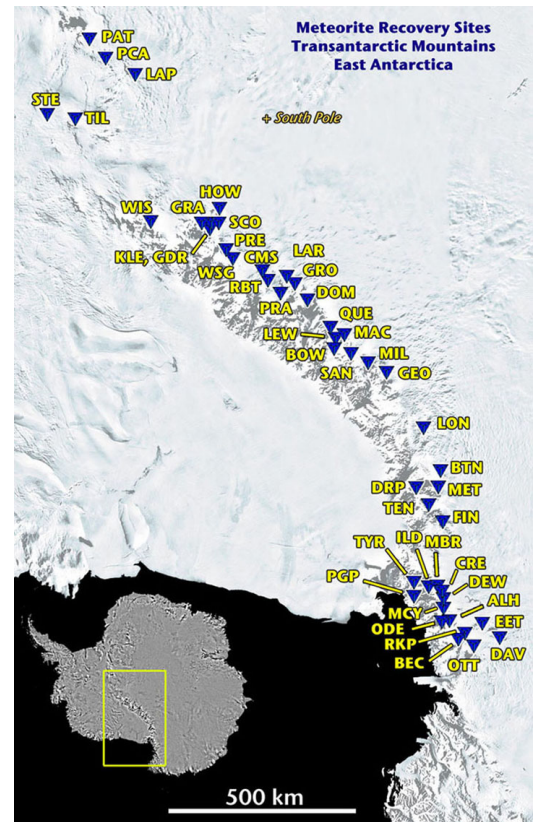 Meteorite Recovery Sites
Transantarctic Mountains
East Antarctica
PAT
PCA
LAP
STE
TIL
+ South Pole
HOW
WIS
GRA
SCO
KLE, GDR
PRE
WSG
CMS
LAR
RBT
GRO
PRA
DOM
QUE
LEW
MAC
BOW
MIL
SAN
GEO
LON
BTN
DRP
MET
TEN
FIN
TYR
ILD
MBR
CRE
PGP
DEW
MCY
ALH
ODE
EET
RKP
DAV
BEC
OTT
500 km